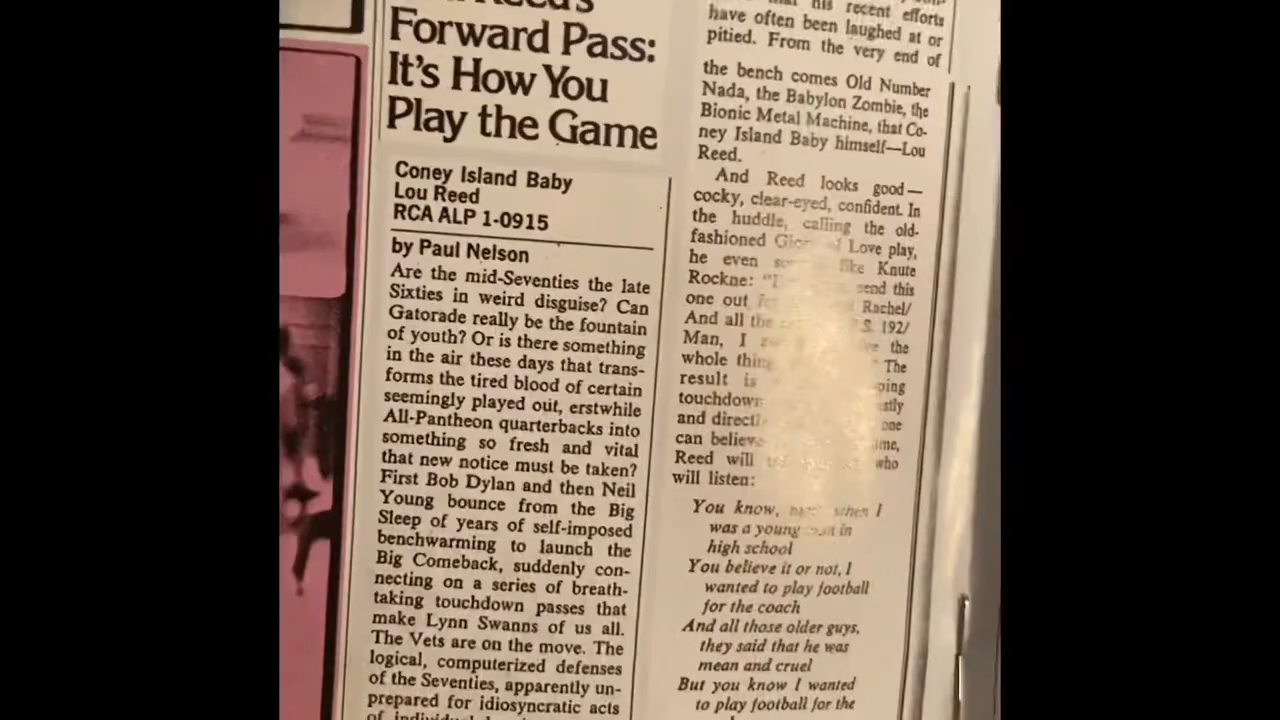 Forward Pass:
It's How You
Play the Game
Coney Island Baby
Lou Reed
RCA ALP 1-0915
by Paul Nelson
Are the mid-Seventies the late
Sixties in weird disguise? Can
Gatorade really be the fountain
of youth? Or is there something
in the air these days that trans-
forms the tired blood of certain
seemingly played out, erstwhile
All-Pantheon quarterbacks into
something so fresh and vital
that new notice must be taken?
First Bob Dylan and then Neil
Young bounce from the Big
Sleep of years of self-imposed
benchwarming to launch the
Big Comeback, suddenly con-
necting on a series of breath-
taking touchdown passes that
make Lynn Swanns of us all.
The Vets are on the move. The
logical, computerized defenses
of the Seventies, apparently un-
prepared for idiosyncratic acts
his recent efforts
have often been laughed at or
pitied. From the very end of
the bench comes Old Number
Nada, the Babylon Zombie, the
Bionic Metal Machine, that Co-
ney Island Baby himself—Lou
Reed.
And Reed looks good—
cocky, clear-eyed, confident. In
the huddle, calling the old-
fashioned Love play,
he even like Knute
Rockne: send this
one out Rachel/
And all the 192/
Man, I the
whole The
result is
touchdown
and one
can
Reed will who
will listen:
You know, when I
was a young in
high school
You believe it or not, I
wanted to play football
for the coach
And all those older guys,
they said that he was
mean and cruel
But you know I wanted
to play football for the